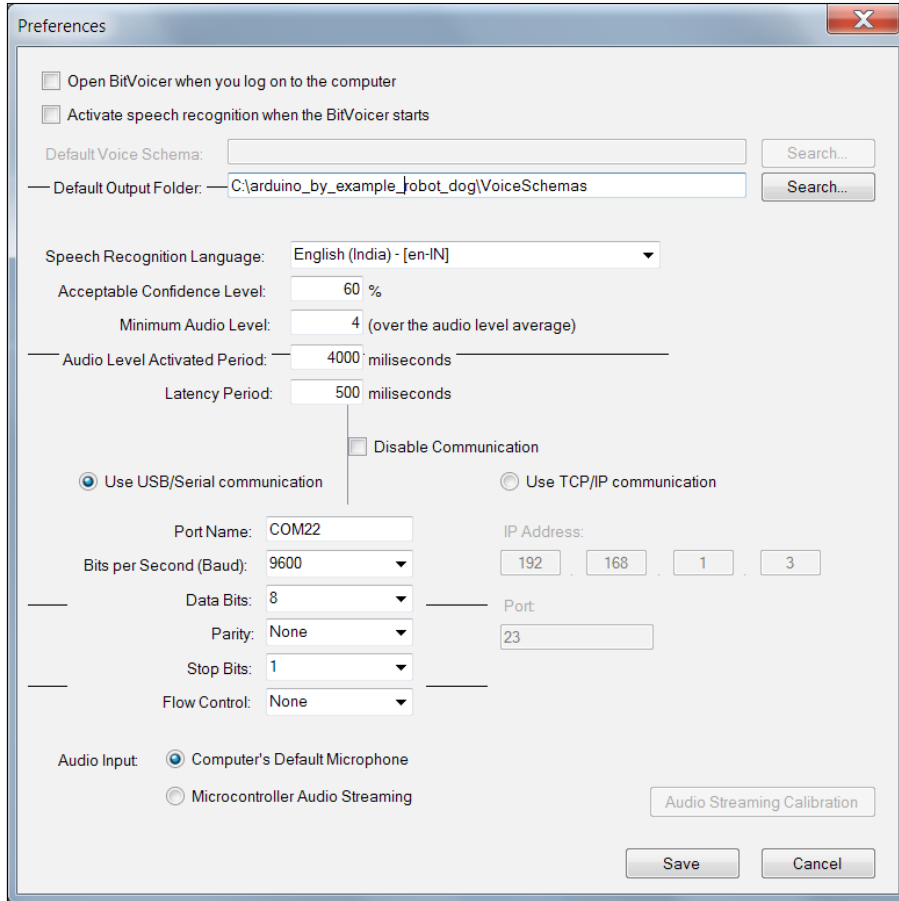 Preferences
Open BitVoicer when you log on to the computer
Activate speech recognition when the BitVoicer starts
Default Voice Schema: Search...
Default Output Folder: C:\arduino_by_example_robot_dog\VoiceSchemas Search...
Speech Recognition Language: English (India) - [en-IN]
Acceptable Confidence Level: 60 %
Minimum Audio Level: 4 (over the audio level average)
Audio Level Activated Period: 4000 miliseconds
Latency Period: 500 miliseconds
Disable Communication
Use USB/Serial communication Use TCP/IP communication
Port Name: COM22 IP Address:
Bits per Second (Baud): 9600 192 . 168 . 1 . 3
Data Bits: 8 Port:
Parity: None 23
Stop Bits: 1
Flow Control: None
Audio Input: Computer's Default Microphone
Microcontroller Audio Streaming Audio Streaming Calibration
Save Cancel